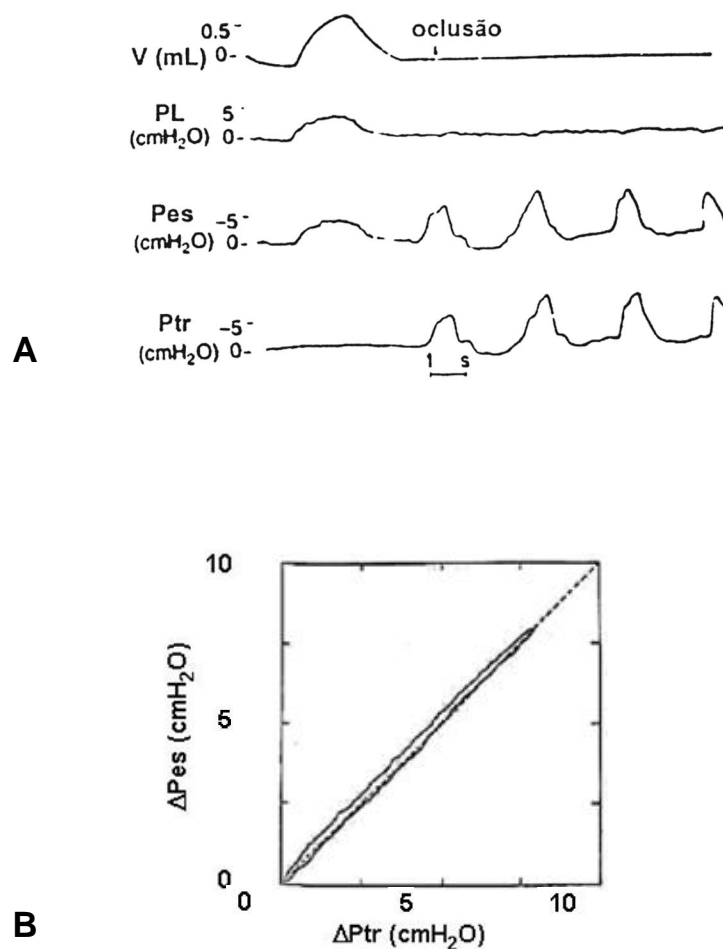 0.5
oclusão
V (mL) 0
PL 5
(cmH₂O) 0
Pes -5
(cmH₂O) 0
Ptr -5
A
(cmH₂O) 0
1 s
10
ΔPes (cmH₂O)
5
0
0 5 10
B
ΔPtr (cmH₂O)